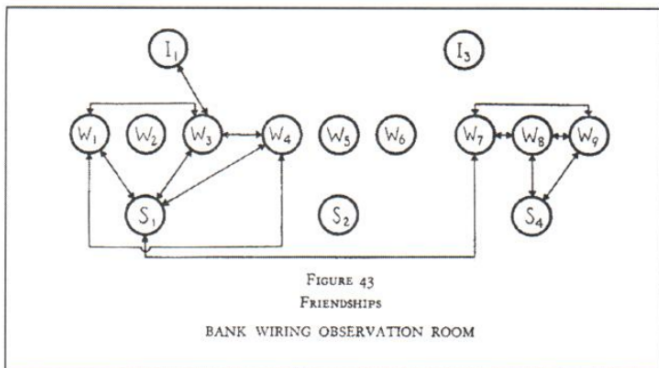 I₁ I₃
W₁ W₂ W₃ W₄ W₅ W₆ W₇ W₈ W₉
S₁ S₂ S₄
FIGURE 43
FRIENDSHIPS
BANK WIRING OBSERVATION ROOM